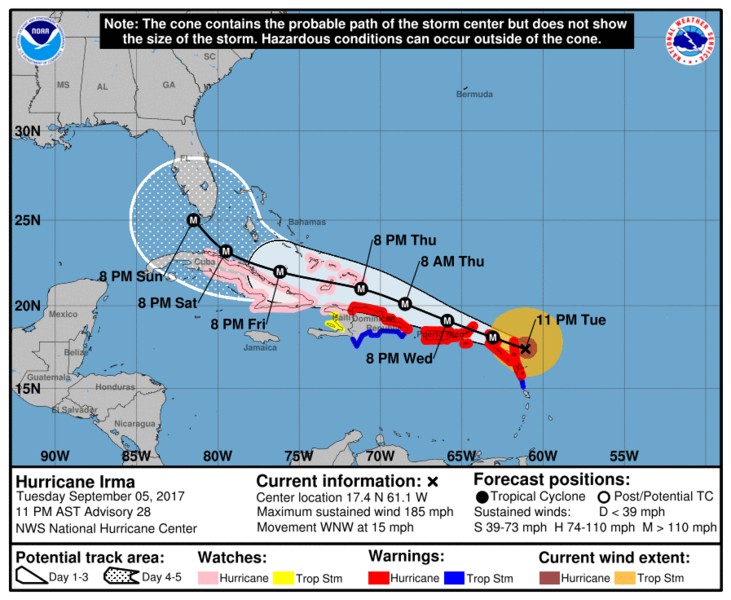 Note: The cone contains the probable path of the storm center but does not show
the size of the storm. Hazardous conditions can occur outside of the cone.
NOAA
NATIONAL WEATHER SERVICE
SC
MS
AL
GA
Bermuda
30N
FL
25N
Bahamas
8 PM Thu
8 AM Thu
Cuba
8 PM Sun
8 PM Sat
20N
8 PM Fri
11 PM Tue
Mexico
Haiti
Dominican
Republic
Puerto Rico
Jamaica
8 PM Wed
Belize
15N
Guatemala
Honduras
El Salvador
Nicaragua
M
M
M
M
M
M
M
M
90W
85W
80W
75W
70W
65W
60W
55W
Hurricane Irma
Tuesday September 05, 2017
11 PM AST Advisory 28
NWS National Hurricane Center
Current information: x
Center location 17.4 N 61.1 W
Maximum sustained wind 185 mph
Movement WNW at 15 mph
Forecast positions:
Tropical Cyclone Post/Potential TC
Sustained winds: D < 39 mph
S 39-73 mph H 74-110 mph M > 110 mph
Potential track area:
Day 1-3 Day 4-5
Watches:
Hurricane Trop Stm
Warnings:
Hurricane Trop Stm
Current wind extent:
Hurricane Trop Stm